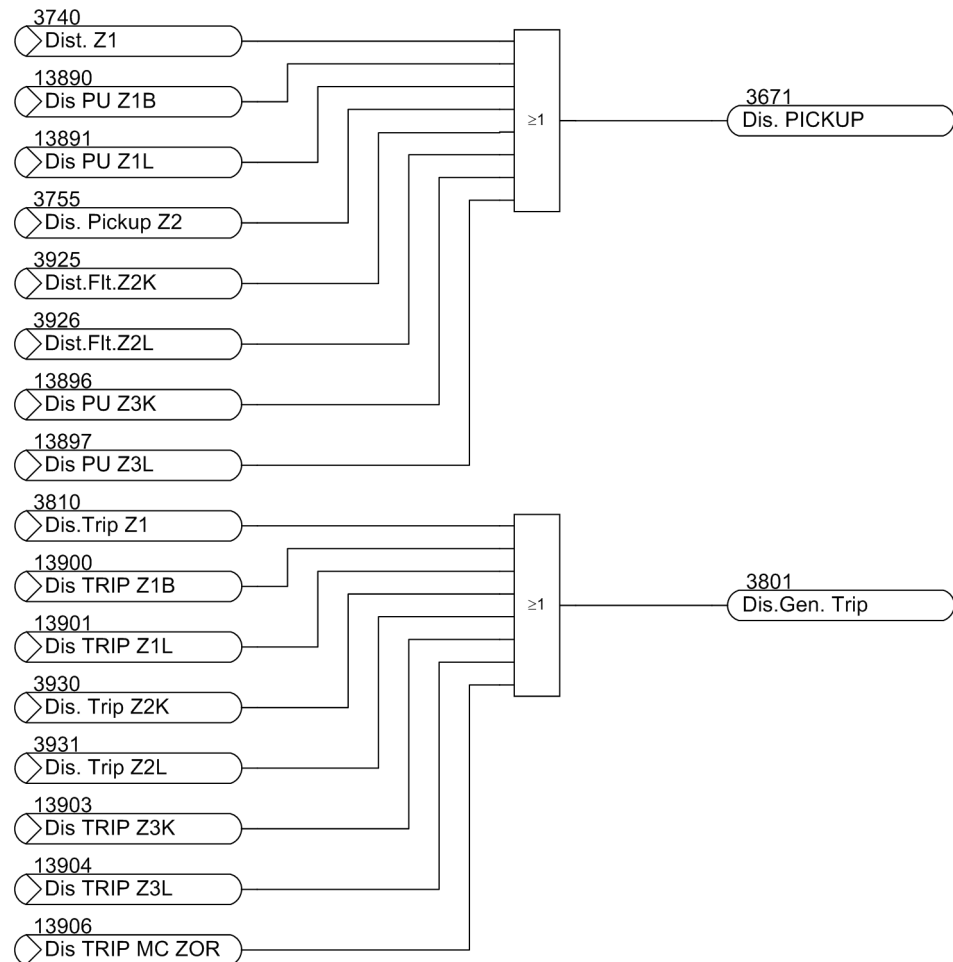 3740
Dist. Z1
13890
Dis PU Z1B
13891
Dis PU Z1L
3755
Dis. Pickup Z2
3925
Dist.Flt.Z2K
3926
Dist.Flt.Z2L
13896
Dis PU Z3K
13897
Dis PU Z3L
≥1
3671
Dis. PICKUP
3810
Dis.Trip Z1
13900
Dis TRIP Z1B
13901
Dis TRIP Z1L
3930
Dis. Trip Z2K
3931
Dis. Trip Z2L
13903
Dis TRIP Z3K
13904
Dis TRIP Z3L
13906
Dis TRIP MC ZOR
≥1
3801
Dis.Gen. Trip